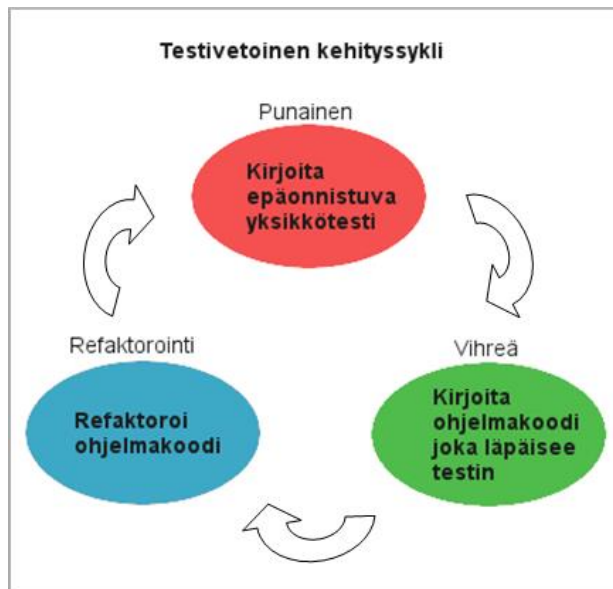 Testivetoinen kehityssykli
Punainen
Kirjoita
epäonnistuva
yksikkötesti
Refaktorointi
Refaktoroi
ohjelmakoodi
Vihreä
Kirjoita
ohjelmakoodi
joka läpäisee
testin